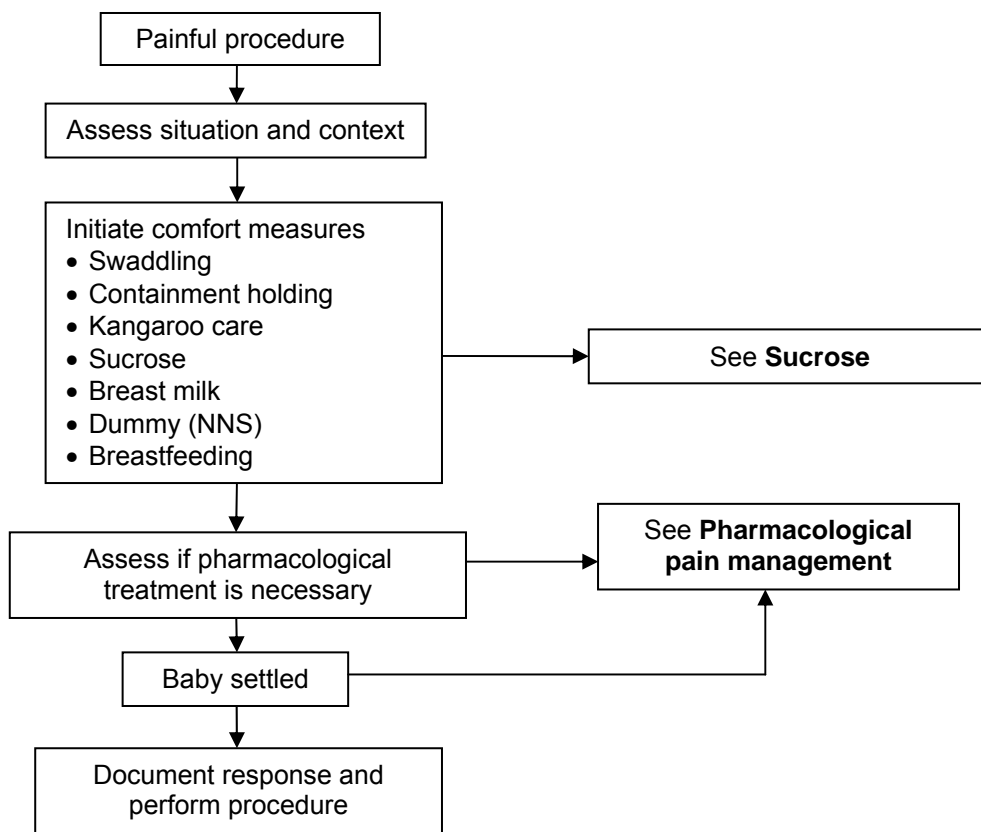 Painful procedure
Assess situation and context
Initiate comfort measures
• Swaddling
• Containment holding
• Kangaroo care
• Sucrose
• Breast milk
• Dummy (NNS)
• Breastfeeding
See Sucrose
Assess if pharmacological
treatment is necessary
See Pharmacological
pain management
Baby settled
Document response and
perform procedure